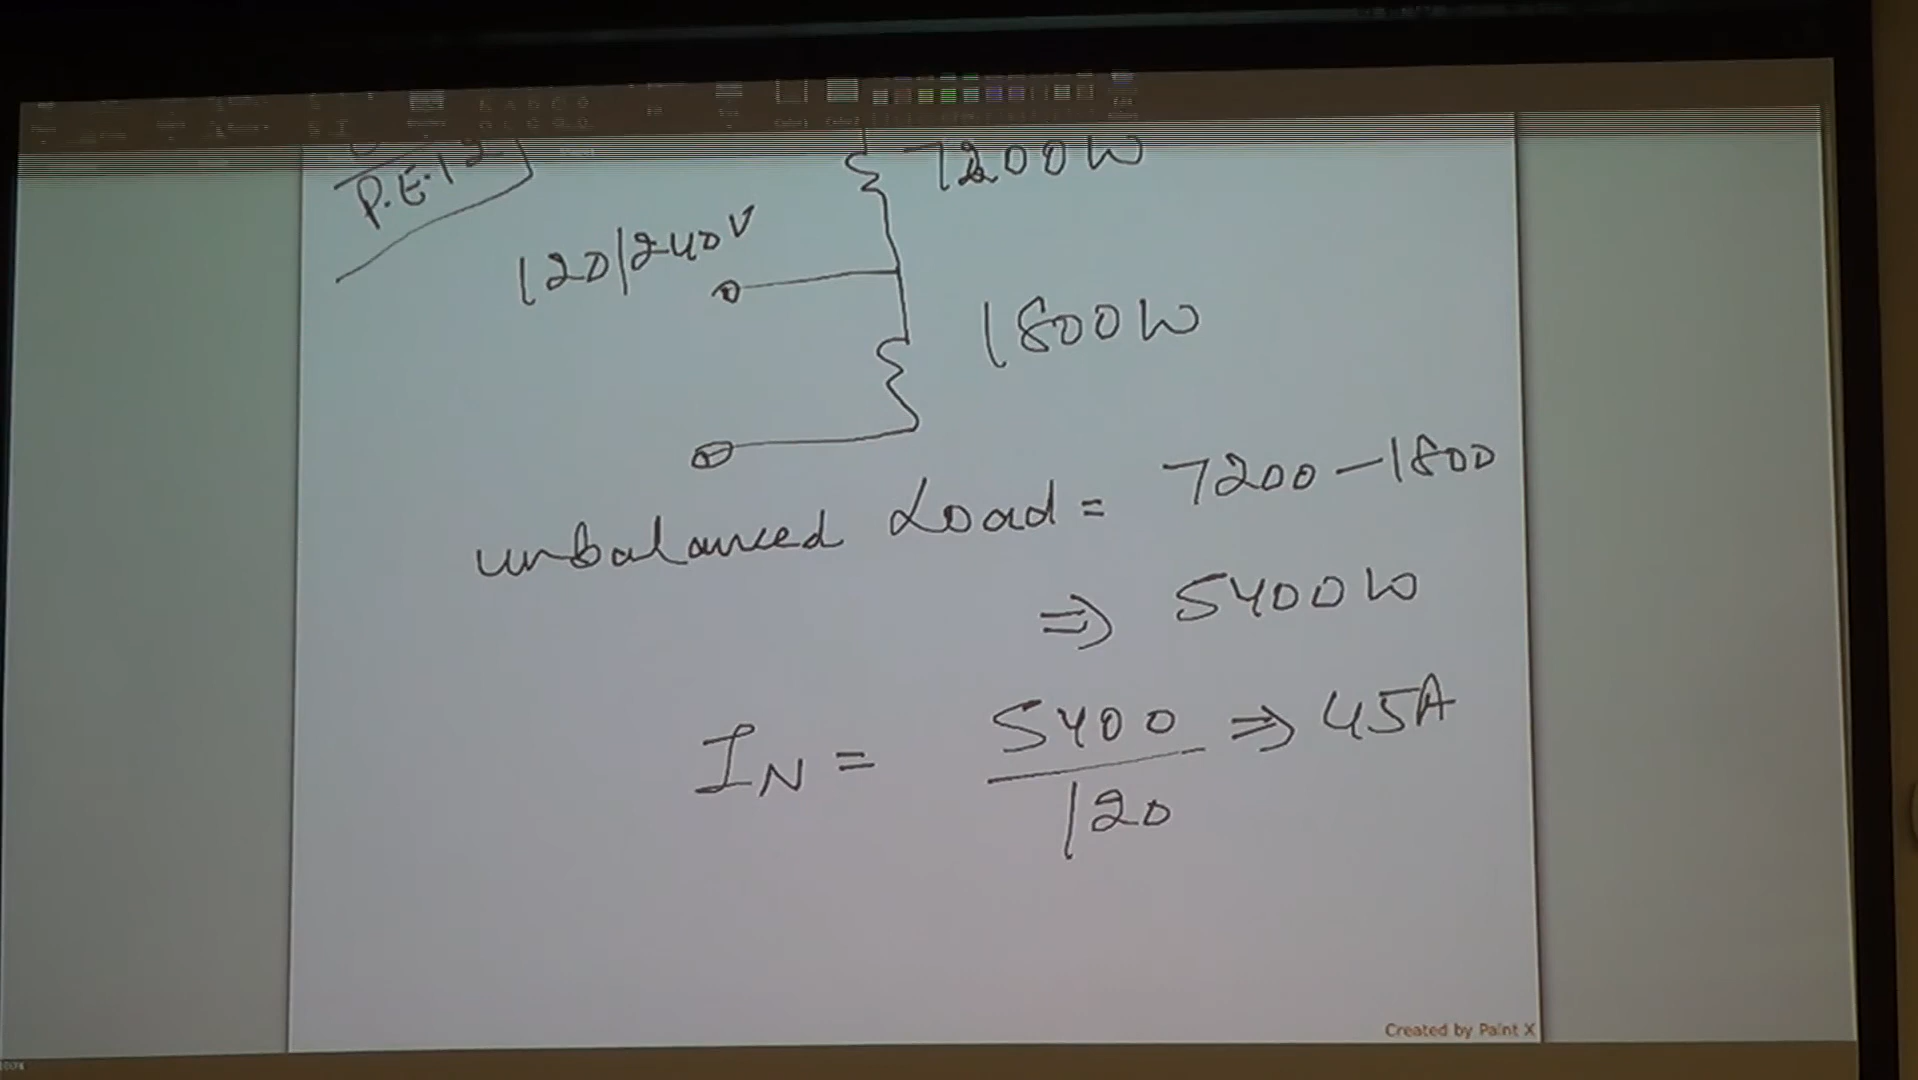 P.E.12
7200W
120/240V
1800W
unbalanced Load = 7200-1800
⇒ 5400W
IN = 5400/120 ⇒ 45A
Created by Paint X